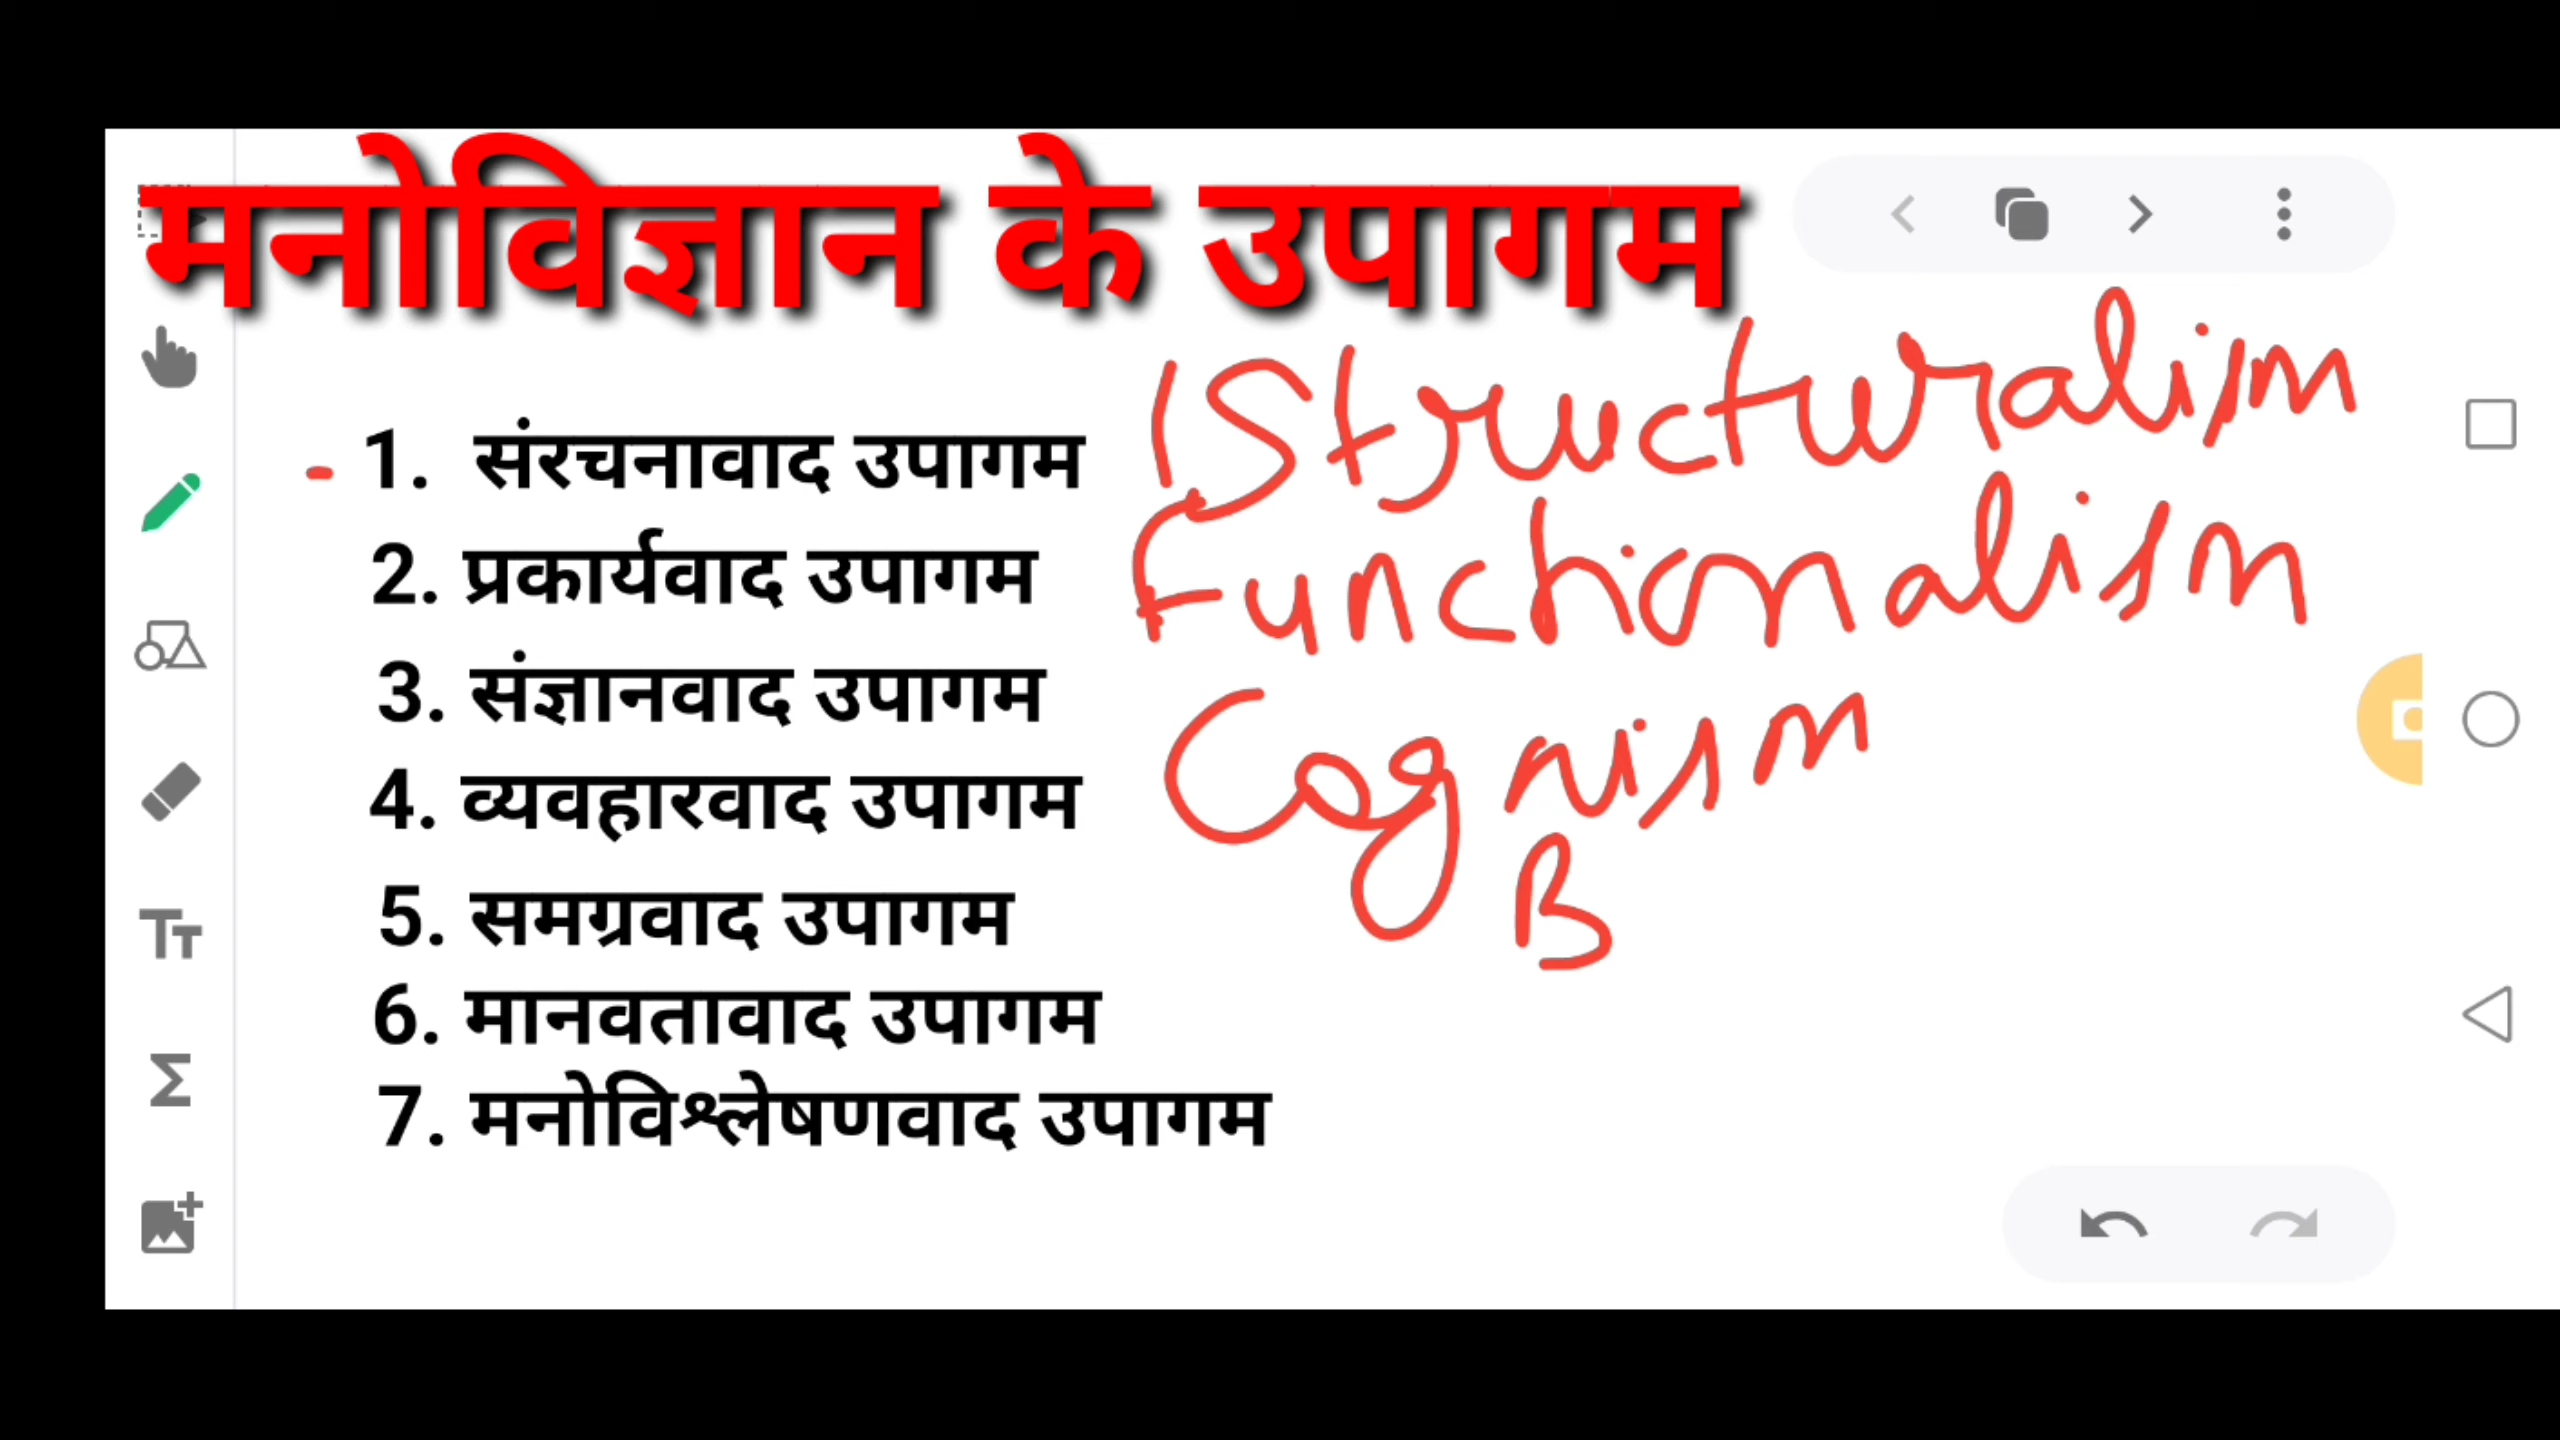 मनोविज्ञान के उपागम
1. संरचनावाद उपागम (Structuralism
2. प्रकार्यवाद उपागम Functionalism
3. संज्ञानवाद उपागम Cognism
4. व्यवहारवाद उपागम B
5. समग्रवाद उपागम
6. मानवतावाद उपागम
7. मनोविश्लेषणवाद उपागम